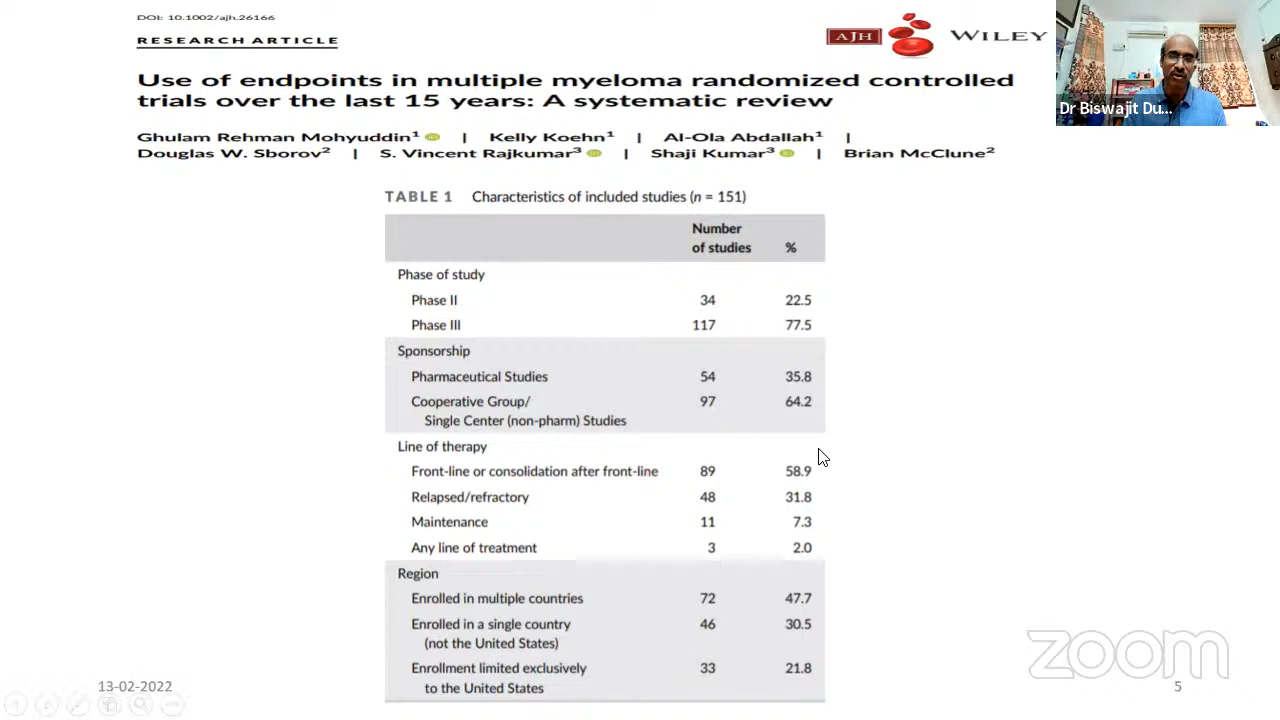 DOI: 10.1002/ajh.26166
RESEARCH ARTICLE
AJH
WILEY
Dr Biswajit Du...
Use of endpoints in multiple myeloma randomized controlled
trials over the last 15 years: A systematic review
Ghulam Rehman Mohyuddin¹ | Kelly Koehn¹ | Al-Ola Abdallah¹ |
Douglas W. Sborov² | S. Vincent Rajkumar³ | Shaji Kumar³ | Brian McClune²
TABLE 1 Characteristics of included studies (n = 151)
Number
of studies %
Phase of study
Phase II 34 22.5
Phase III 117 77.5
Sponsorship
Pharmaceutical Studies 54 35.8
Cooperative Group/ 97 64.2
Single Center (non-pharm) Studies
Line of therapy
Front-line or consolidation after front-line 89 58.9
Relapsed/refractory 48 31.8
Maintenance 11 7.3
Any line of treatment 3 2.0
Region
Enrolled in multiple countries 72 47.7
Enrolled in a single country 46 30.5
(not the United States)
Enrollment limited exclusively 33 21.8
to the United States
zoom
13-02-2022
5